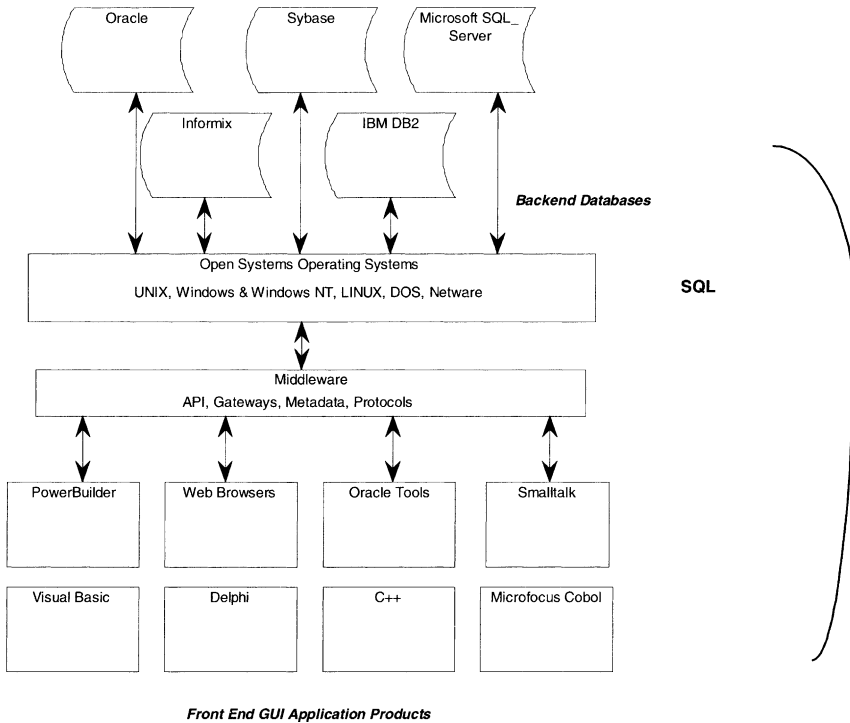 Oracle
Sybase
Microsoft SQL_
Server
Informix
IBM DB2
Backend Databases
Open Systems Operating Systems
UNIX, Windows & Windows NT, LINUX, DOS, Netware
SQL
Middleware
API, Gateways, Metadata, Protocols
PowerBuilder
Web Browsers
Oracle Tools
Smalltalk
Visual Basic
Delphi
C++
Microfocus Cobol
Front End GUI Application Products